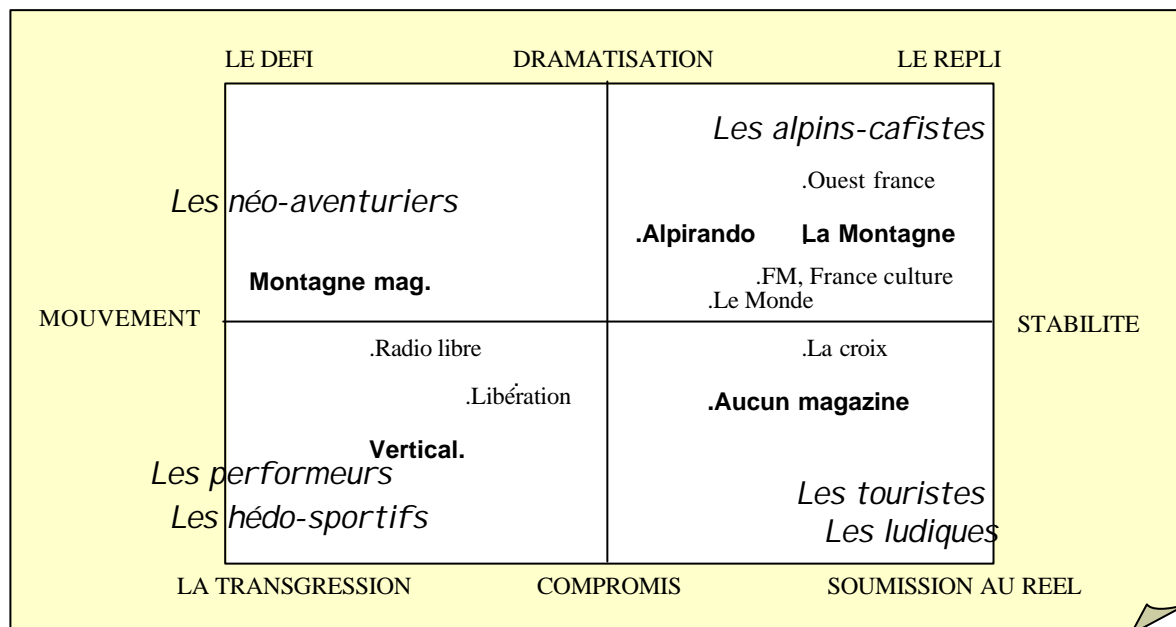 LE DEFI DRAMATISATION LE REPLI
Les alpins-cafistes
.Ouest france
Les néo-aventuriers
.Alpirando La Montagne
Montagne mag. .FM, France culture
.Le Monde
MOUVEMENT STABILITE
.Radio libre .La croix
.Libération .Aucun magazine
Vertical.
Les performeurs
Les touristes
Les hédo-sportifs
Les ludiques
LA TRANSGRESSION COMPROMIS SOUMISSION AU REEL